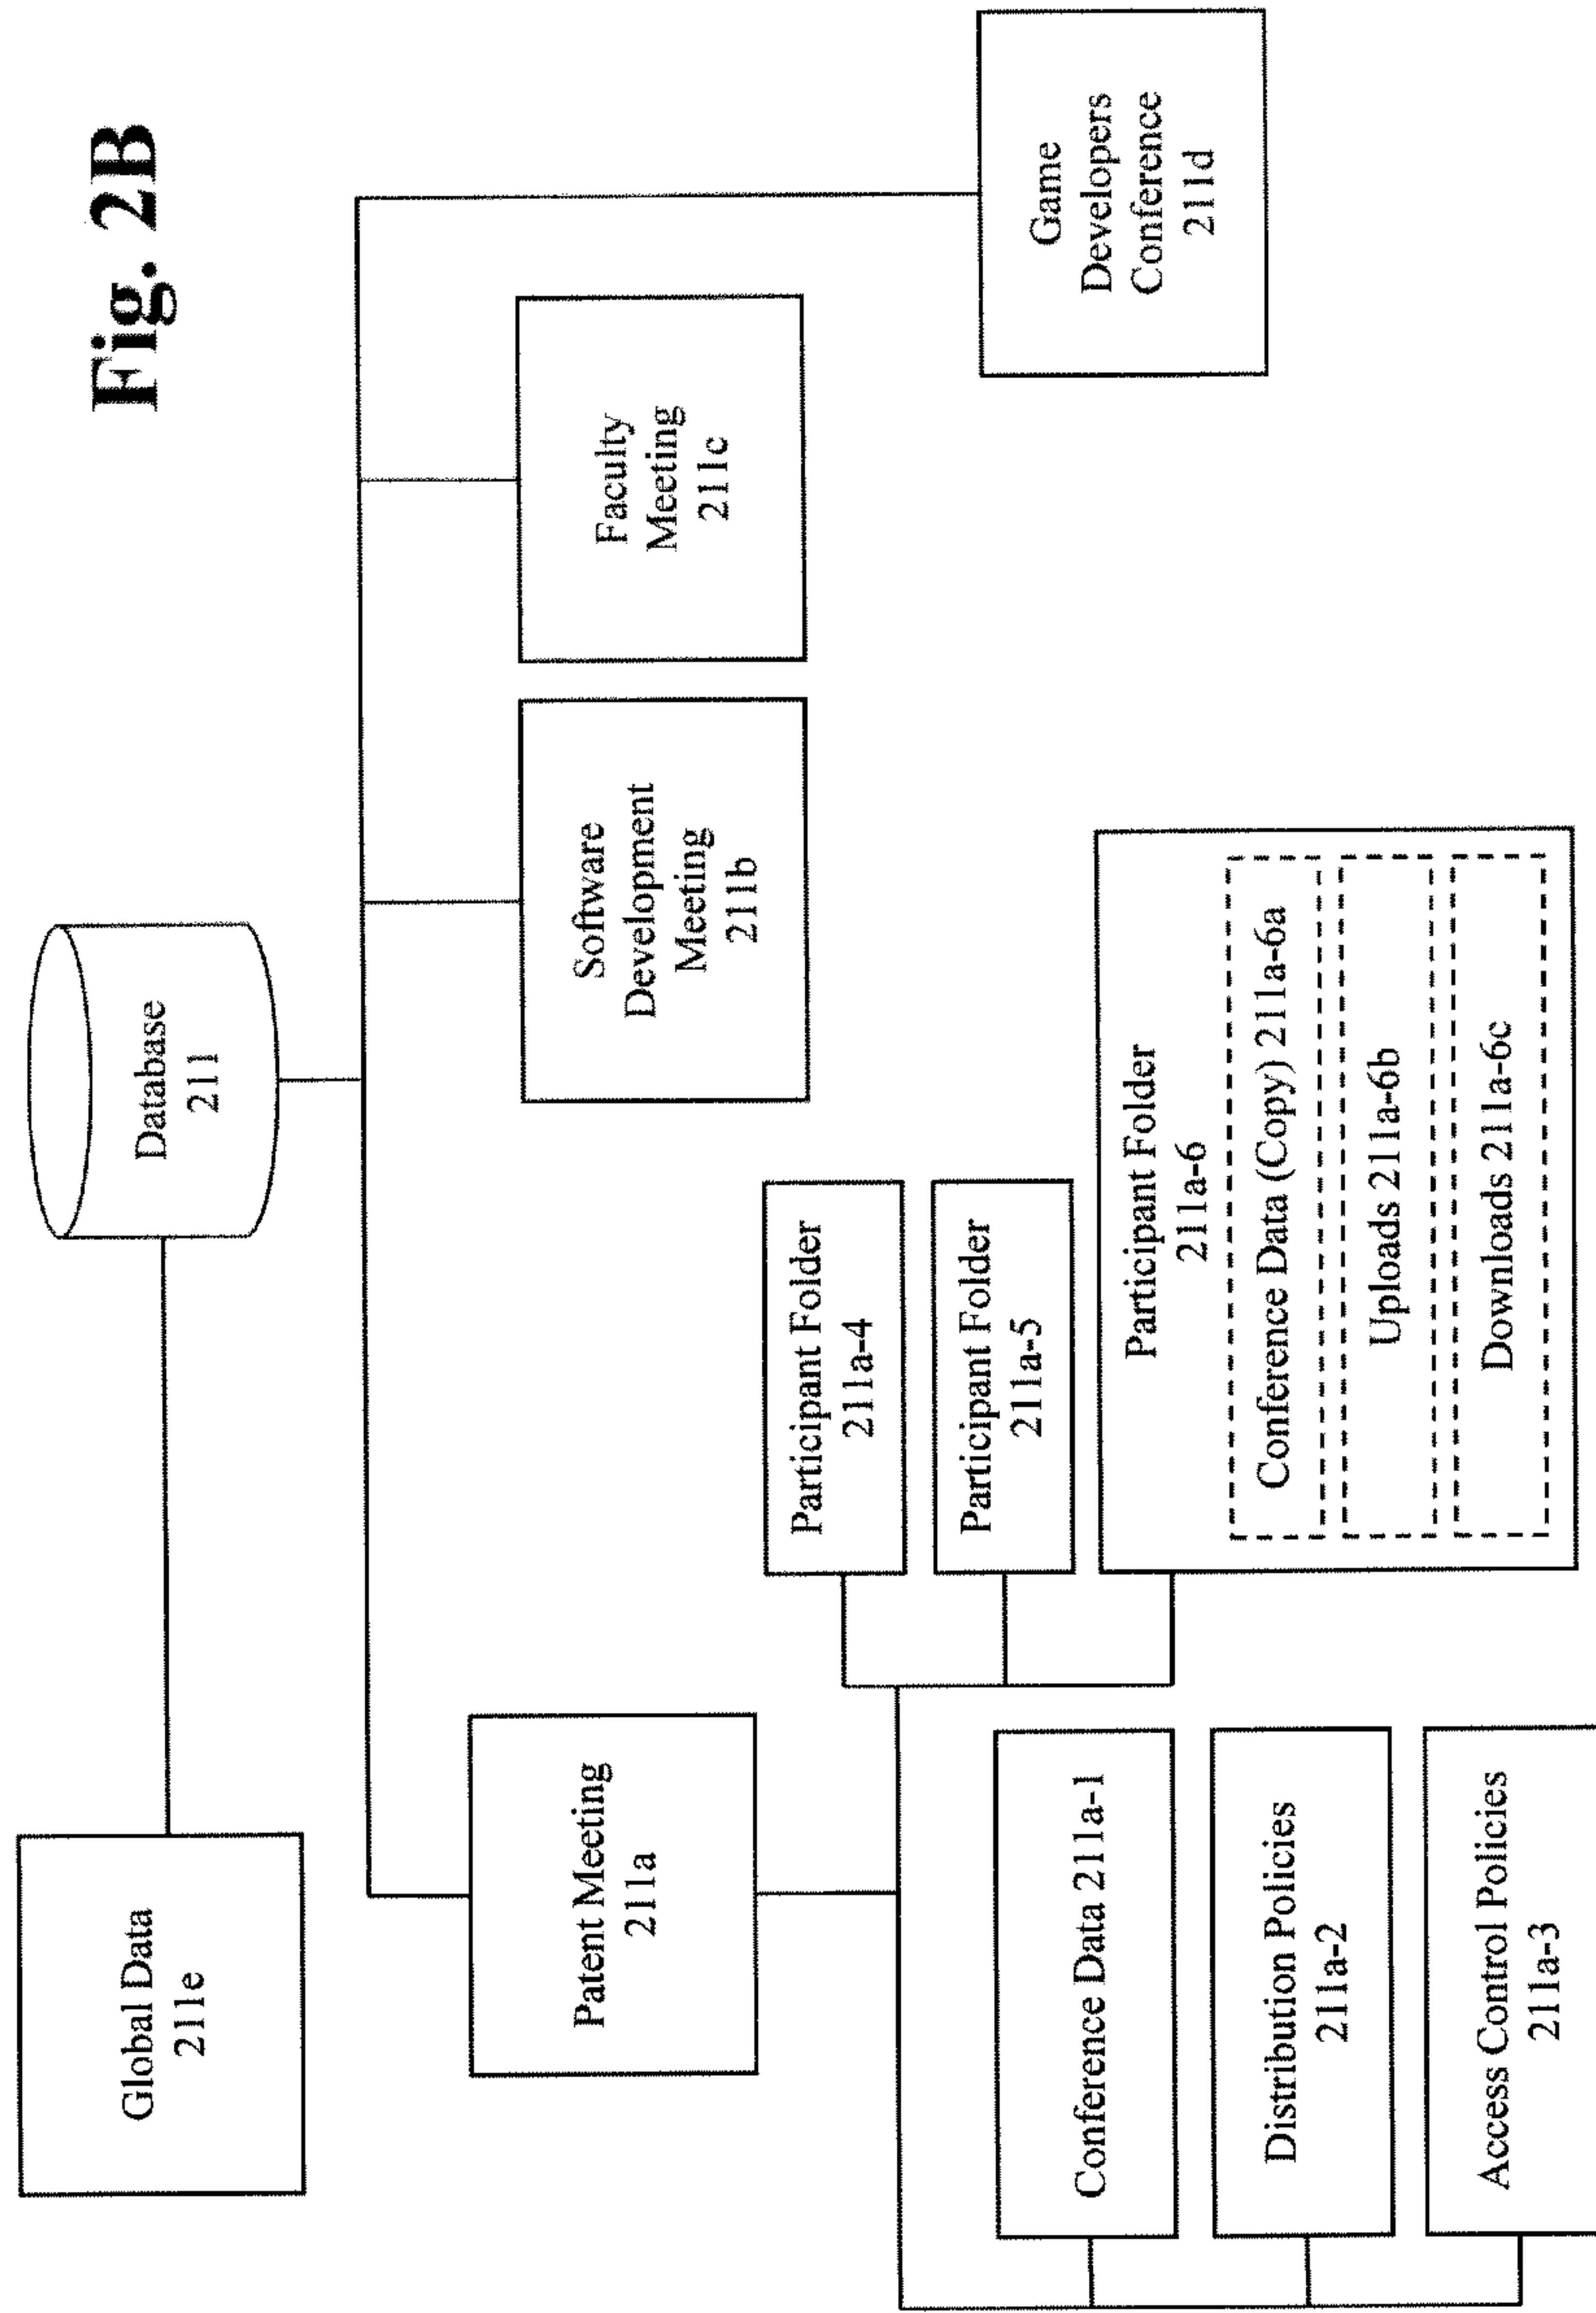 Fig. 2B
Global Data
211e
Database
211
Patent Meeting
211a
Software
Development
Meeting
211b
Faculty
Meeting
211c
Game
Developers
Conference
211d
Conference Data 211a-1
Distribution Policies
211a-2
Access Control Policies
211a-3
Participant Folder
211a-4
Participant Folder
211a-5
Participant Folder
211a-6
Conference Data (Copy) 211a-6a
Uploads 211a-6b
Downloads 211a-6c